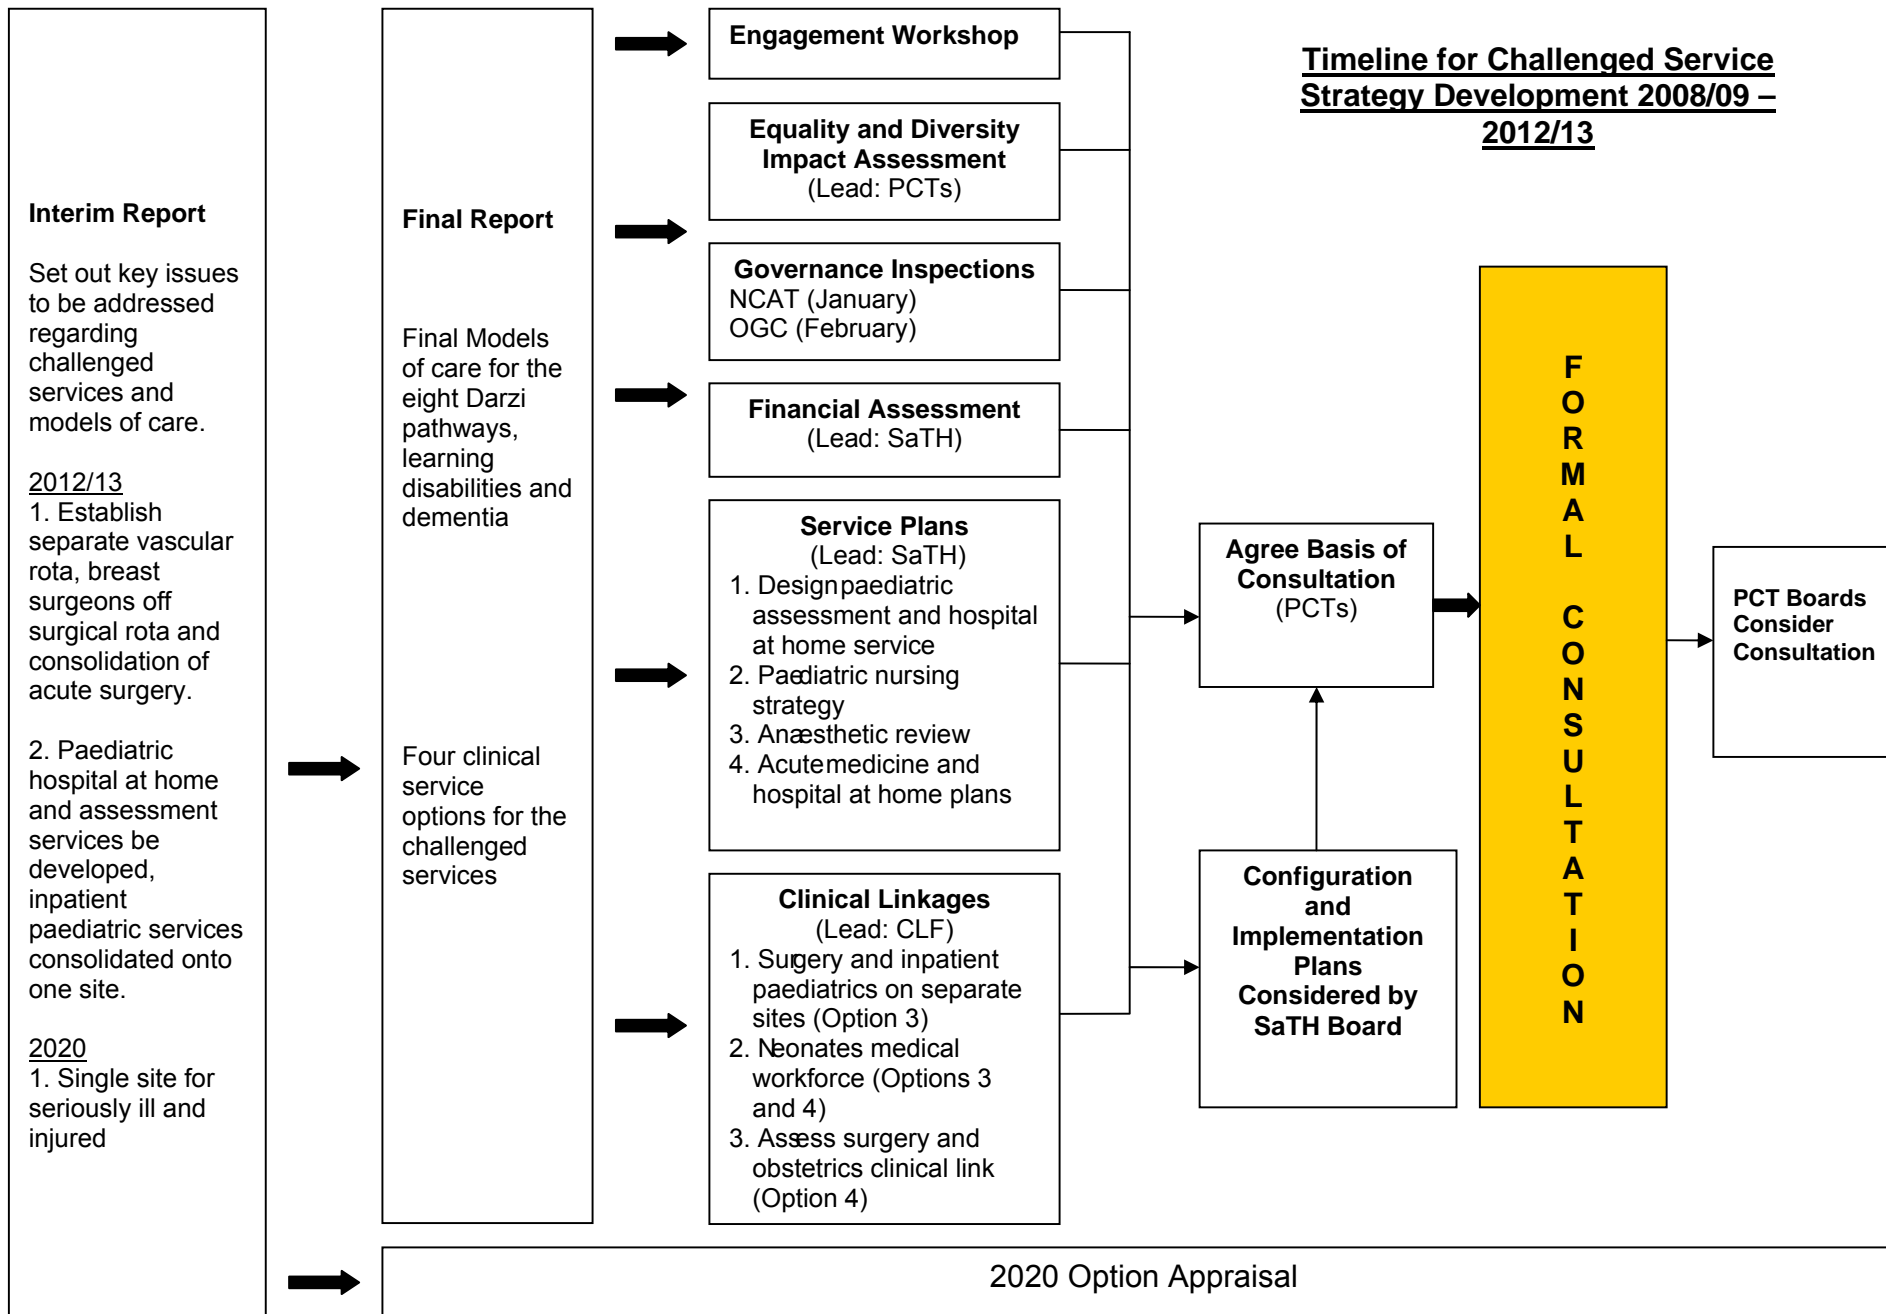 Timeline for Challenged Service
Strategy Development 2008/09 –
2012/13
Interim Report
Set out key issues
to be addressed
regarding
challenged
services and
models of care.
2012/13
1. Establish
separate vascular
rota, breast
surgeons off
surgical rota and
consolidation of
acute surgery.
2. Paediatric
hospital at home
and assessment
services be
developed,
inpatient
paediatric services
consolidated onto
one site.
2020
1. Single site for
seriously ill and
injured
Final Report
Final Models
of care for the
eight Darzi
pathways,
learning
disabilities and
dementia
Four clinical
service
options for the
challenged
services
Engagement Workshop
Equality and Diversity
Impact Assessment
(Lead: PCTs)
Governance Inspections
NCAT (January)
OGC (February)
Financial Assessment
(Lead: SaTH)
Service Plans
(Lead: SaTH)
1. Design paediatric
assessment and hospital
at home service
2. Paediatric nursing
strategy
3. Anaesthetic review
4. Acute medicine and
hospital at home plans
Clinical Linkages
(Lead: CLF)
1. Surgery and inpatient
paediatrics on separate
sites (Option 3)
2. Neonates medical
workforce (Options 3
and 4)
3. Assess surgery and
obstetrics clinical link
(Option 4)
Agree Basis of
Consultation
(PCTs)
Configuration
and
Implementation
Plans
Considered by
SaTH Board
FORMAL CONSULTATION
PCT Boards
Consider
Consultation
2020 Option Appraisal